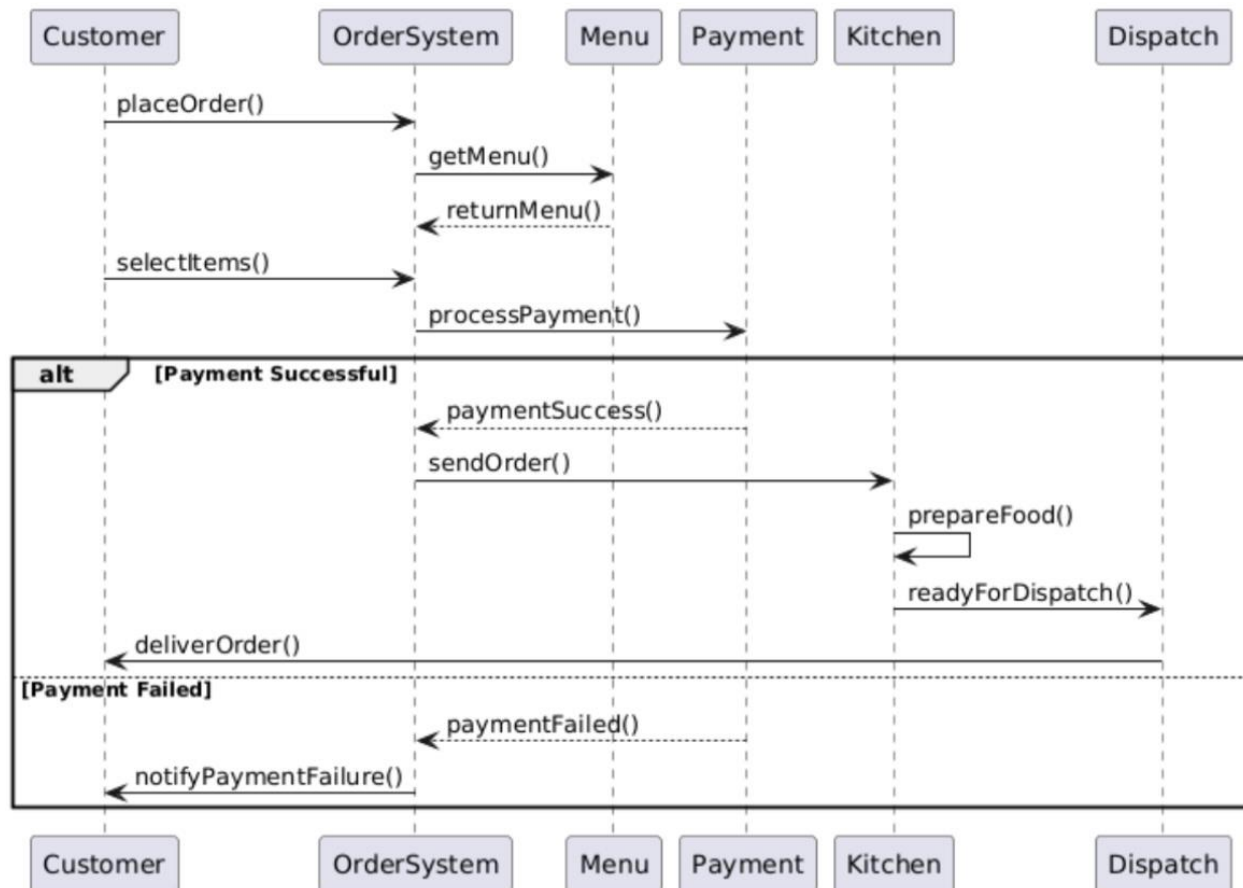 Customer OrderSystem Menu Payment Kitchen Dispatch
placeOrder()
getMenu()
returnMenu()
selectItems()
processPayment()
alt [Payment Successful]
paymentSuccess()
sendOrder()
prepareFood()
readyForDispatch()
deliverOrder()
[Payment Failed]
paymentFailed()
notifyPaymentFailure()
Customer OrderSystem Menu Payment Kitchen Dispatch